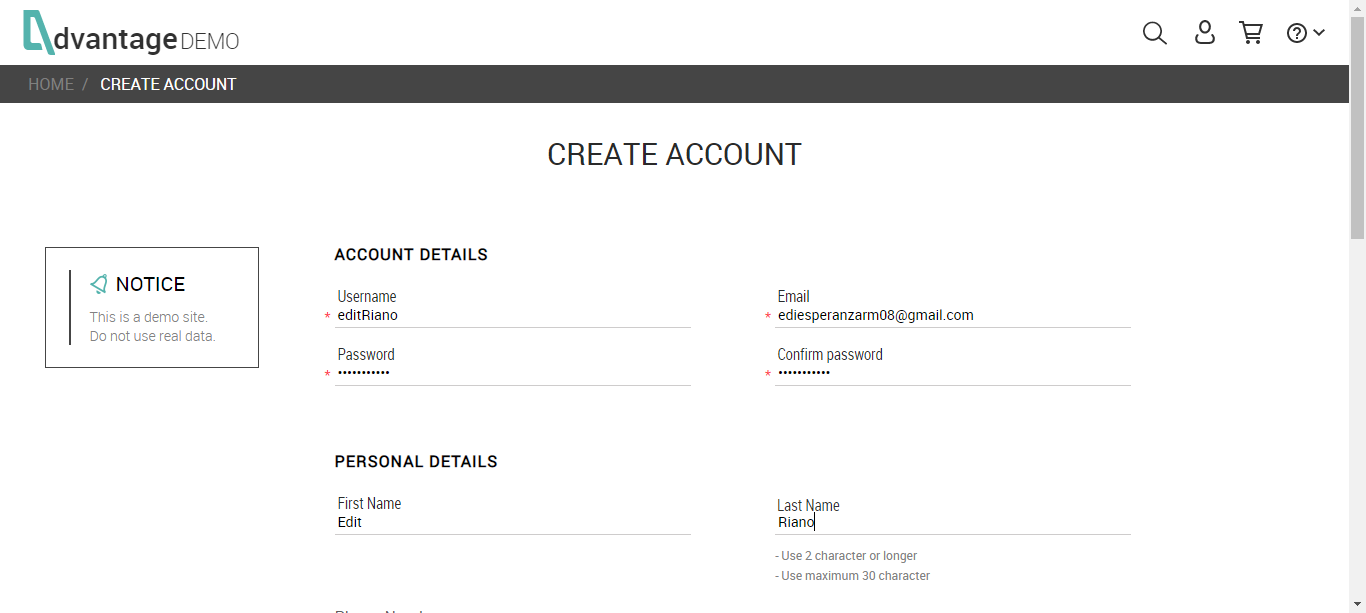 dvantage DEMO
HOME / CREATE ACCOUNT
CREATE ACCOUNT
NOTICE
This is a demo site.
Do not use real data.
ACCOUNT DETAILS
Username
* editRiano
Email
* ediesperanzarm08@gmail.com
Password
* •••••••••••
Confirm password
* •••••••••••
PERSONAL DETAILS
First Name
Edit
Last Name
Riano
- Use 2 character or longer
- Use maximum 30 character